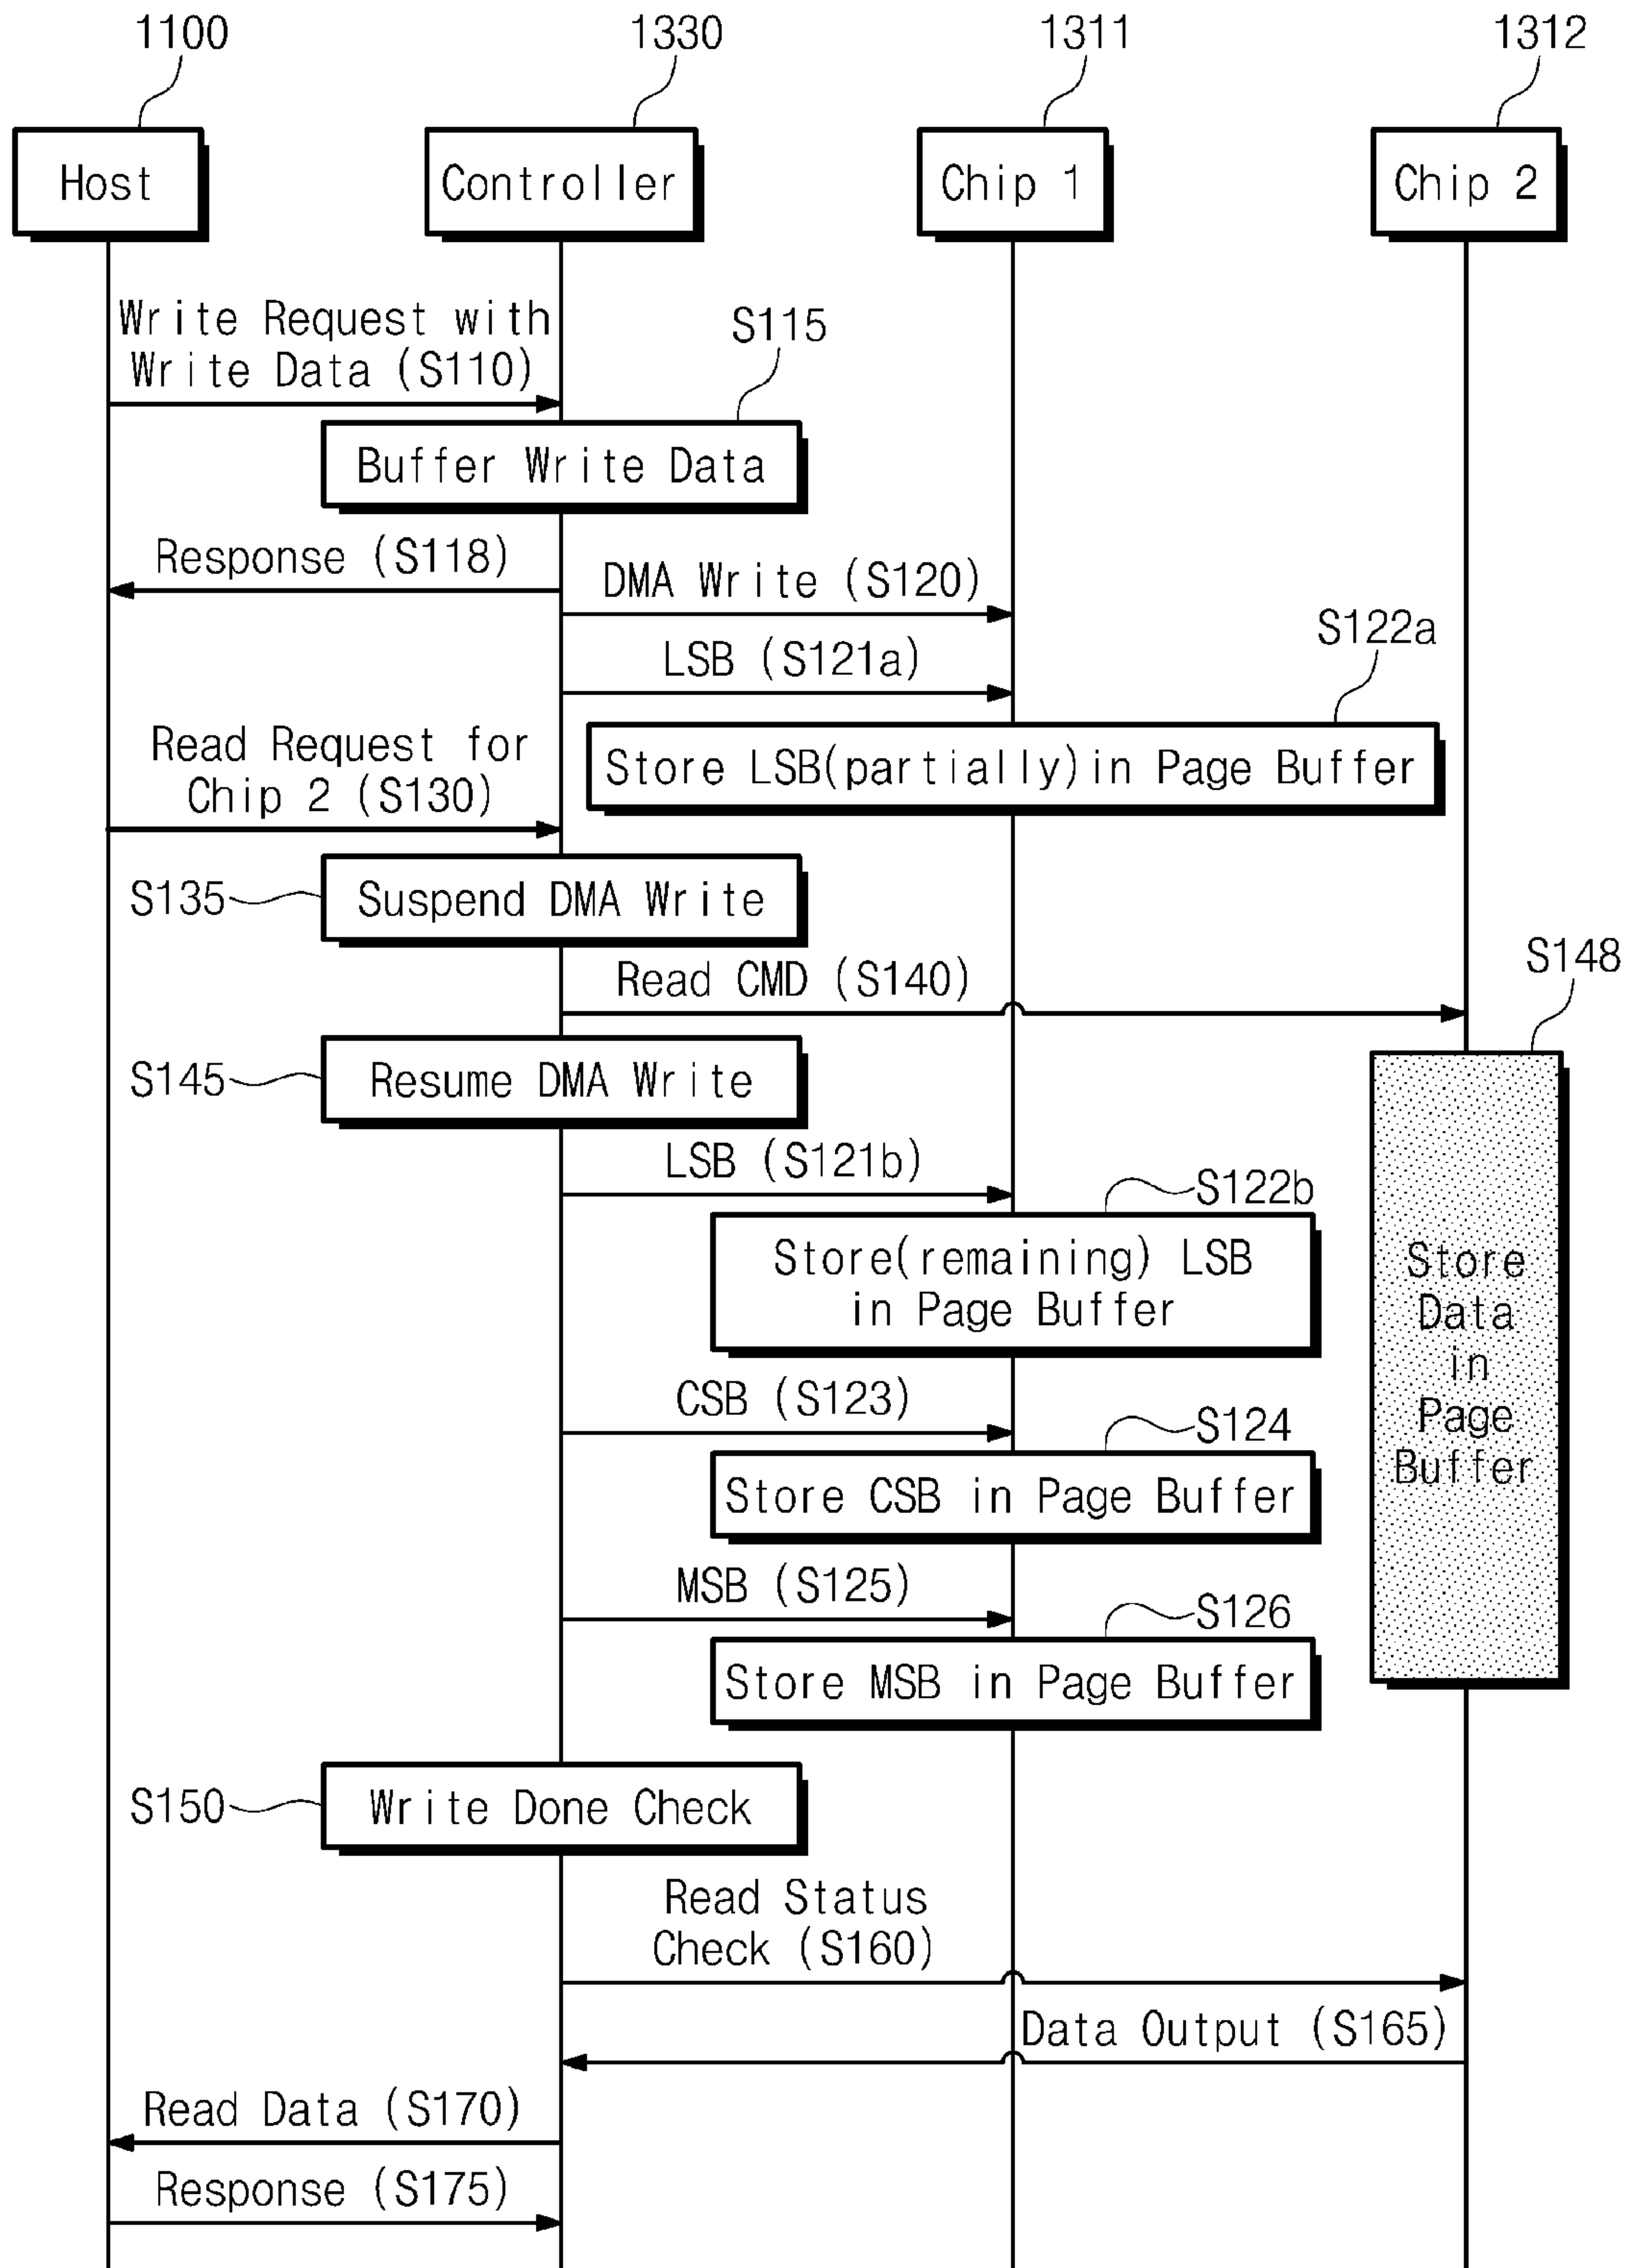 1100
1330
1311
1312
Host
Controller
Chip 1
Chip 2
Write Request with
Write Data (S110)
S115
Buffer Write Data
Response (S118)
DMA Write (S120)
LSB (S121a)
S122a
Read Request for
Chip 2 (S130)
Store LSB(partially)in Page Buffer
S135
Suspend DMA Write
Read CMD (S140)
S148
S145
Resume DMA Write
LSB (S121b)
S122b
Store(remaining) LSB
in Page Buffer
Store
Data
in
Page
Buffer
CSB (S123)
S124
Store CSB in Page Buffer
MSB (S125)
S126
Store MSB in Page Buffer
S150
Write Done Check
Read Status
Check (S160)
Data Output (S165)
Read Data (S170)
Response (S175)